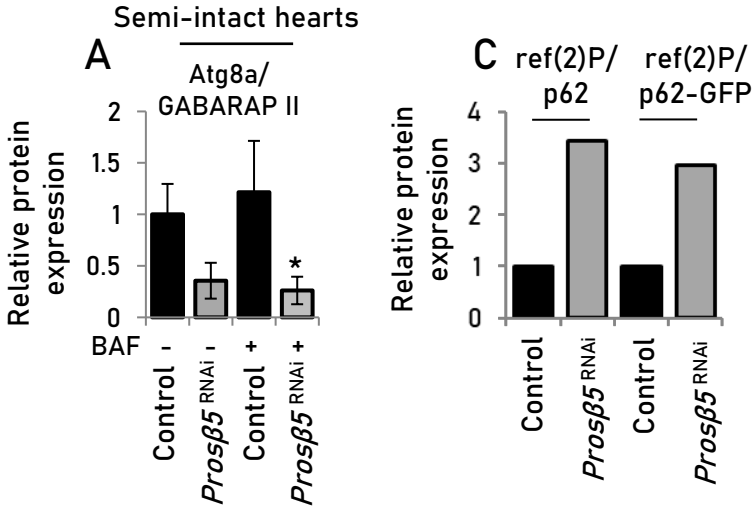 Semi-intact hearts
A
Atg8a/
GABARAP II
Relative protein
expression
2
1.5
1
0.5
0
*
BAF - - + +
Control
Prosβ5 RNAi
Control
Prosβ5 RNAi
C
ref(2)P/
p62
ref(2)P/
p62-GFP
Relative protein
expression
4
3
2
1
0
Control
Prosβ5 RNAi
Control
Prosβ5 RNAi